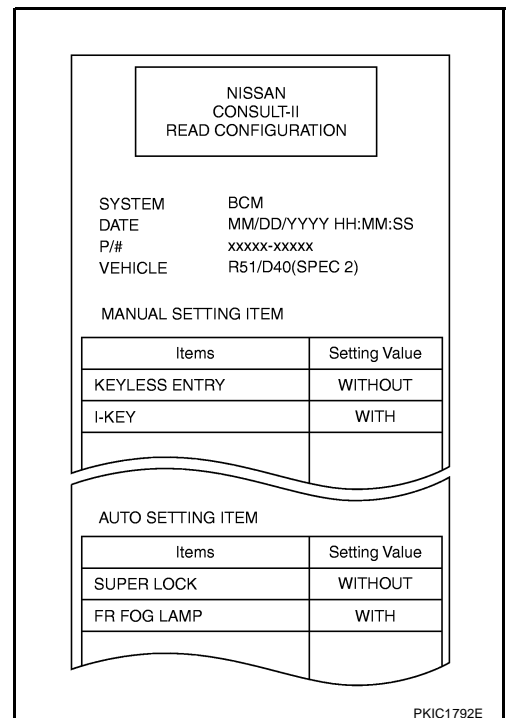 NISSAN
CONSULT-II
READ CONFIGURATION
SYSTEM BCM
DATE MM/DD/YYYY HH:MM:SS
P/# xxxxx-xxxxx
VEHICLE R51/D40(SPEC 2)
MANUAL SETTING ITEM
Items Setting Value
KEYLESS ENTRY WITHOUT
I-KEY WITH
AUTO SETTING ITEM
Items Setting Value
SUPER LOCK WITHOUT
FR FOG LAMP WITH
PKIC1792E